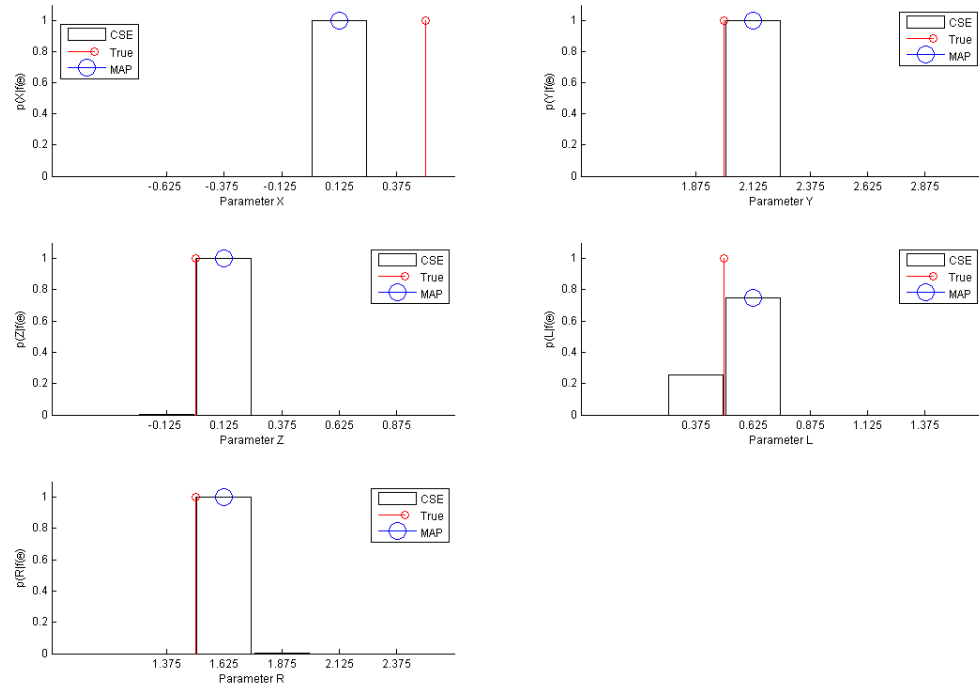 p(X|f(Θ)
1
0.8
0.6
0.4
0.2
0
CSE
True
MAP
-0.625 -0.375 -0.125 0.125 0.375
Parameter X
p(Y|f(Θ)
1
0.8
0.6
0.4
0.2
0
CSE
True
MAP
1.875 2.125 2.375 2.625 2.875
Parameter Y
p(Z|f(Θ)
1
0.8
0.6
0.4
0.2
0
CSE
True
MAP
-0.125 0.125 0.375 0.625 0.875
Parameter Z
p(L|f(Θ)
1
0.8
0.6
0.4
0.2
0
CSE
True
MAP
0.375 0.625 0.875 1.125 1.375
Parameter L
p(R|f(Θ)
1
0.8
0.6
0.4
0.2
0
CSE
True
MAP
1.375 1.625 1.875 2.125 2.375
Parameter R